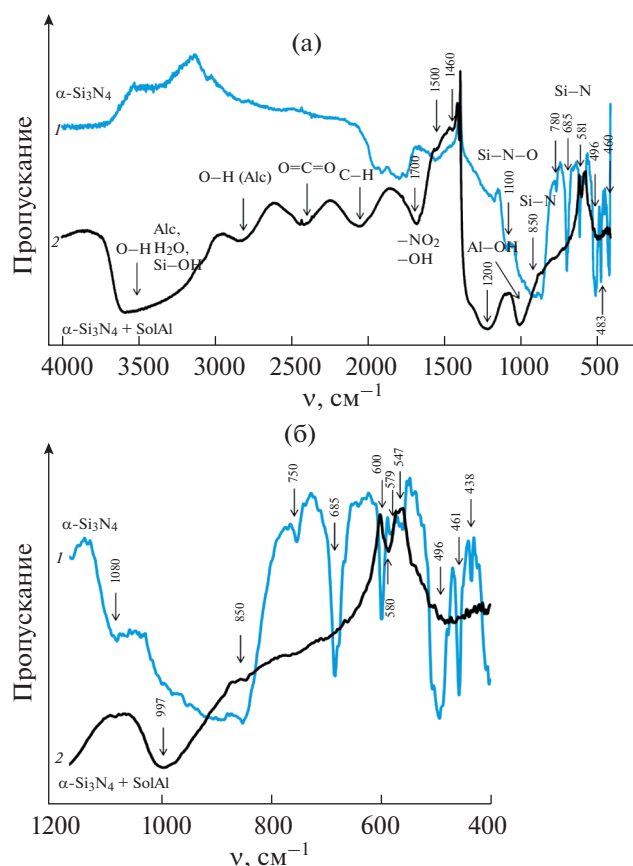 (а)
Пропускание
α-Si₃N₄
1
1500
1460
Si−N
780
685
581
496
460
Si−N−O
1100
Si−N
850
O−H (Alc)
O=C=O
C−H
1700
−NO₂
−OH
Al−OH
1200
483
2
O−H
Alc,
H₂O,
Si−OH
α-Si₃N₄ + SolAl
4000 3500 3000 2500 2000 1500 1000 500
ν, см⁻¹
(б)
Пропускание
α-Si₃N₄
1
1080
750
685
600
579
547
580
496
461
438
850
997
2
α-Si₃N₄ + SolAl
1200 1000 800 600 400
ν, см⁻¹